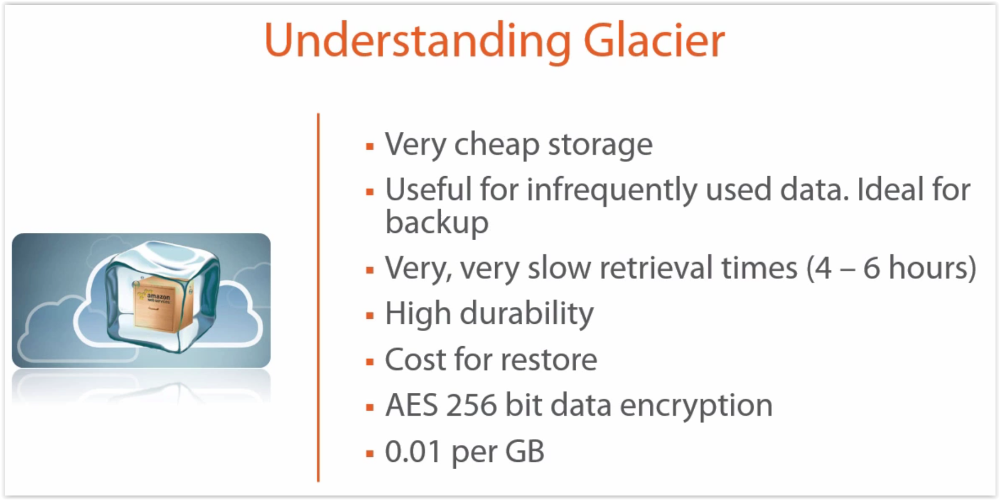 Understanding Glacier
Very cheap storage
Useful for infrequently used data. Ideal for
backup
Very, very slow retrieval times (4 – 6 hours)
High durability
Cost for restore
AES 256 bit data encryption
0.01 per GB
amazon
web services